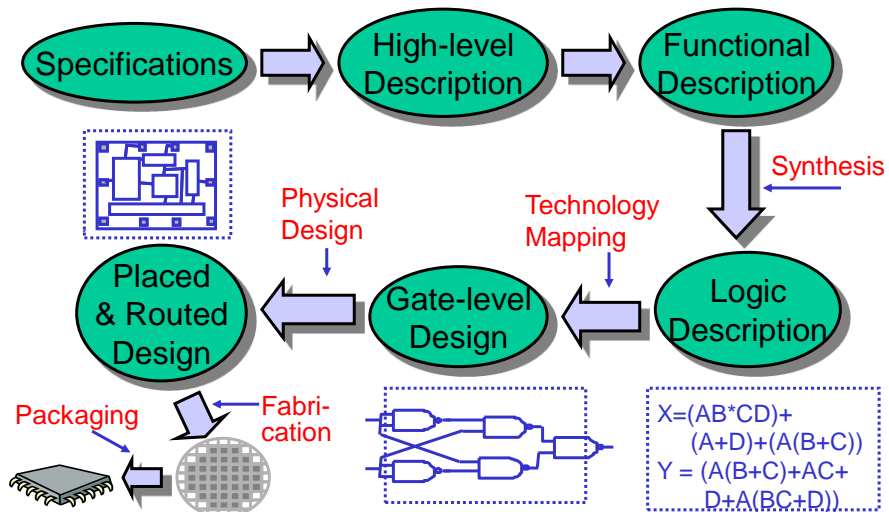 Specifications
High-level
Description
Functional
Description
Synthesis
Physical
Design
Technology
Mapping
Placed
& Routed
Design
Gate-level
Design
Logic
Description
Packaging
Fabri-
cation
X=(AB*CD)+
(A+D)+(A(B+C))
Y = (A(B+C)+AC+
D+A(BC+D))